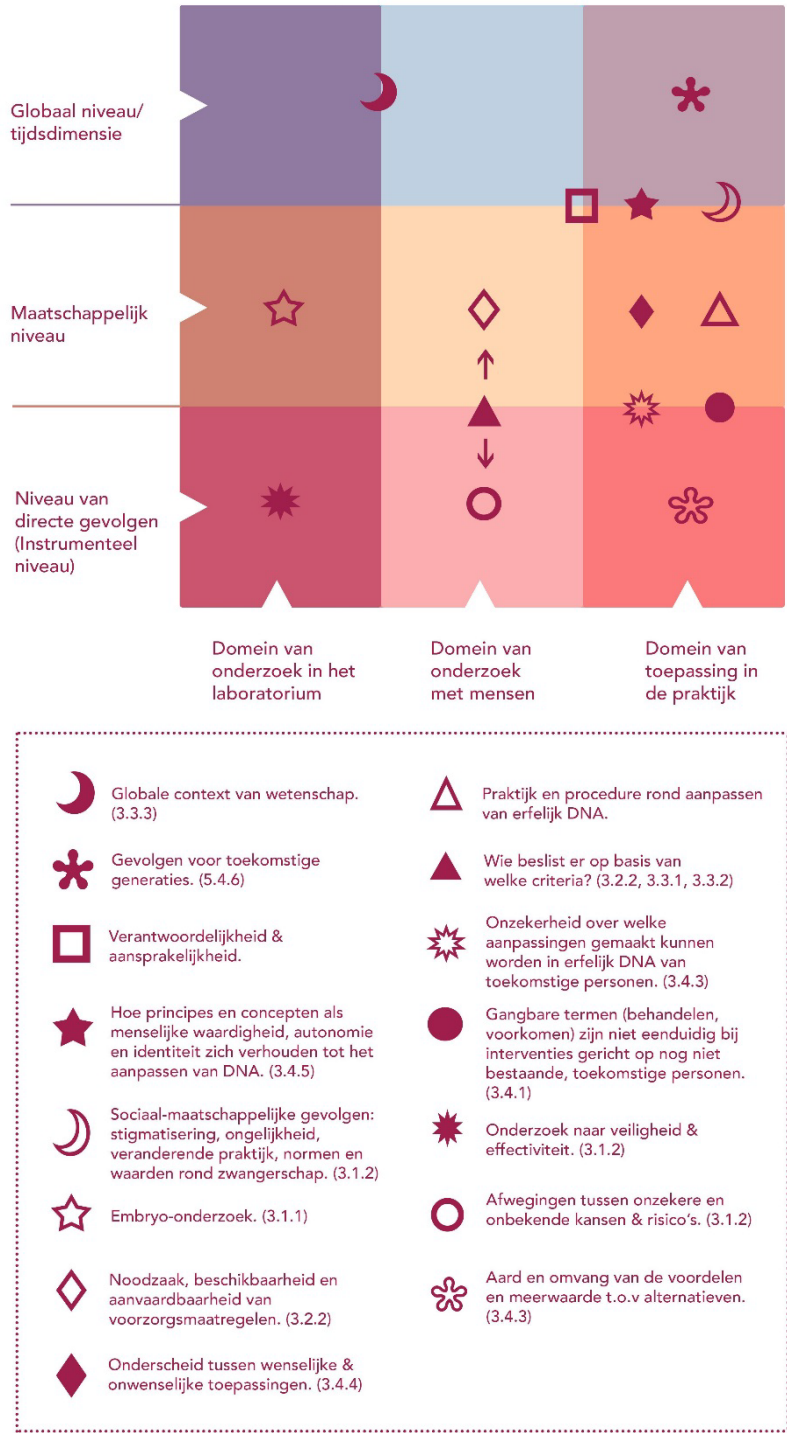 Globaal niveau/
tijdsdimensie
Maatschappelijk
niveau
Niveau van
directe gevolgen
(Instrumenteel
niveau)
Domein van
onderzoek in het
laboratorium
Domein van
onderzoek
met mensen
Domein van
toepassing in
de praktijk
Globale context van wetenschap.
(3.3.3)
Gevolgen voor toekomstige
generaties. (5.4.6)
Verantwoordelijkheid &
aansprakelijkheid.
Hoe principes en concepten als
menselijke waardigheid, autonomie
en identiteit zich verhouden tot het
aanpassen van DNA. (3.4.5)
Sociaal-maatschappelijke gevolgen:
stigmatisering, ongelijkheid,
veranderende praktijk, normen en
waarden rond zwangerschap. (3.1.2)
Embryo-onderzoek. (3.1.1)
Noodzaak, beschikbaarheid en
aanvaardbaarheid van
voorzorgsmaatregelen. (3.2.2)
Onderscheid tussen wenselijke &
onwenselijke toepassingen. (3.4.4)
Praktijk en procedure rond aanpassen
van erfelijk DNA.
Wie beslist er op basis van
welke criteria? (3.2.2, 3.3.1, 3.3.2)
Onzekerheid over welke
aanpassingen gemaakt kunnen
worden in erfelijk DNA van
toekomstige personen. (3.4.3)
Gangbare termen (behandelen,
voorkomen) zijn niet eenduidig bij
interventies gericht op nog niet
bestaande, toekomstige personen.
(3.4.1)
Onderzoek naar veiligheid &
effectiviteit. (3.1.2)
Afwegingen tussen onzekere en
onbekende kansen & risico's. (3.1.2)
Aard en omvang van de voordelen
en meerwaarde t.o.v alternatieven.
(3.4.3)